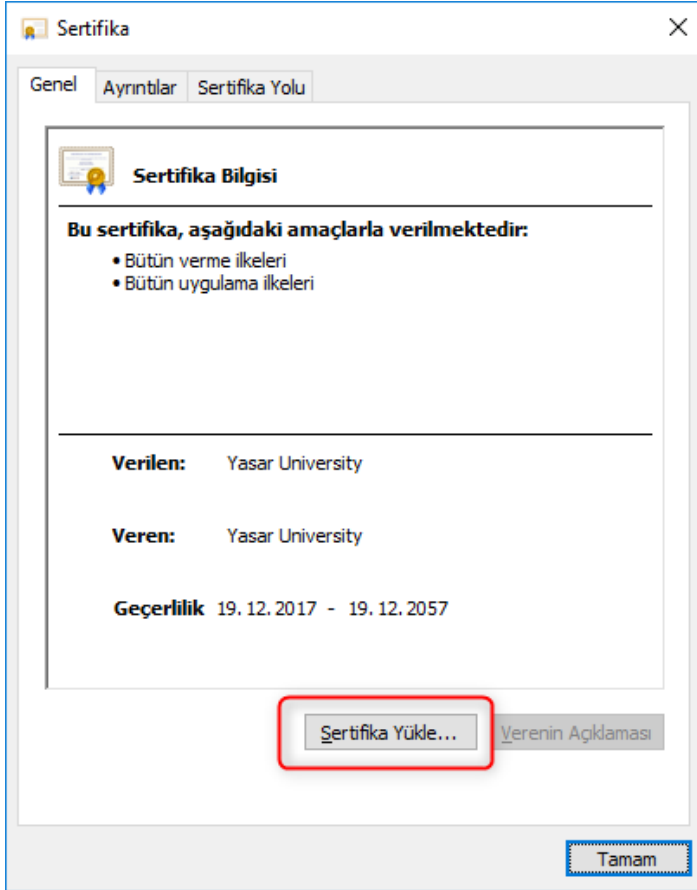 Sertifika
Genel Ayrıntılar Sertifika Yolu
Sertifika Bilgisi
Bu sertifika, aşağıdaki amaçlarla verilmektedir:
• Bütün verme ilkeleri
• Bütün uygulama ilkeleri
Verilen: Yasar University
Veren: Yasar University
Geçerlilik 19.12.2017 - 19.12.2057
Sertifika Yükle... Verenin Açıklaması
Tamam